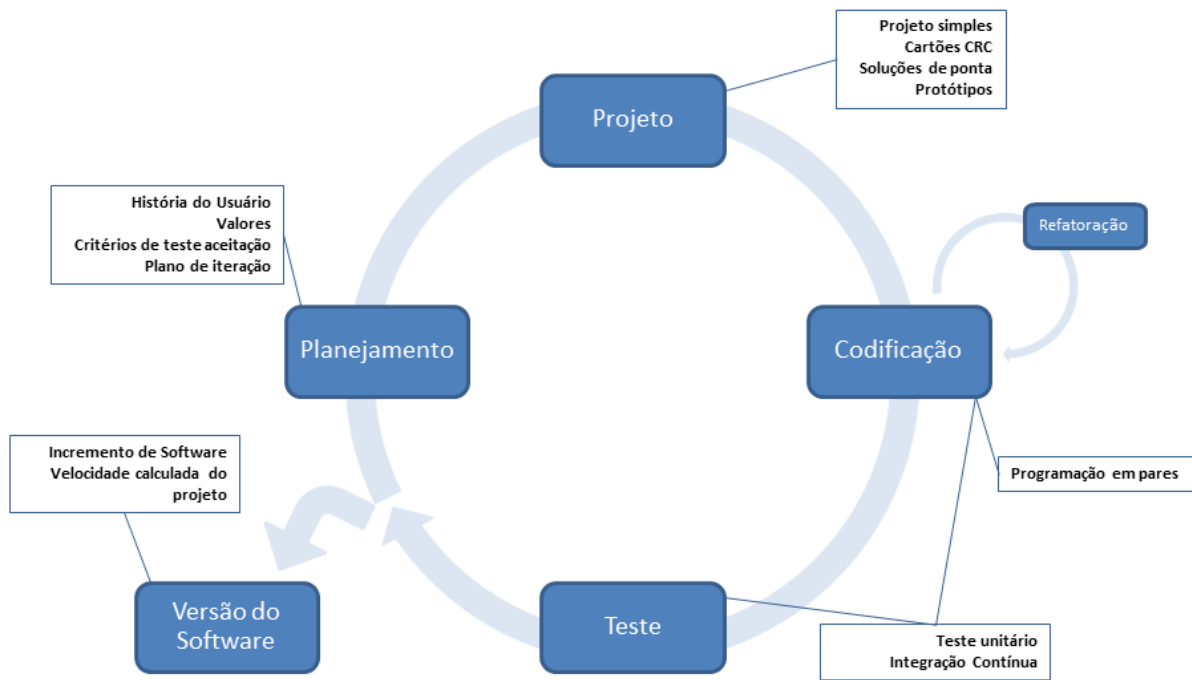 Projeto simples
Cartões CRC
Soluções de ponta
Protótipos
Projeto
História do Usuário
Valores
Critérios de teste aceitação
Plano de iteração
Refatoração
Planejamento
Codificação
Incremento de Software
Velocidade calculada do
projeto
Programação em pares
Versão do
Software
Teste
Teste unitário
Integração Contínua